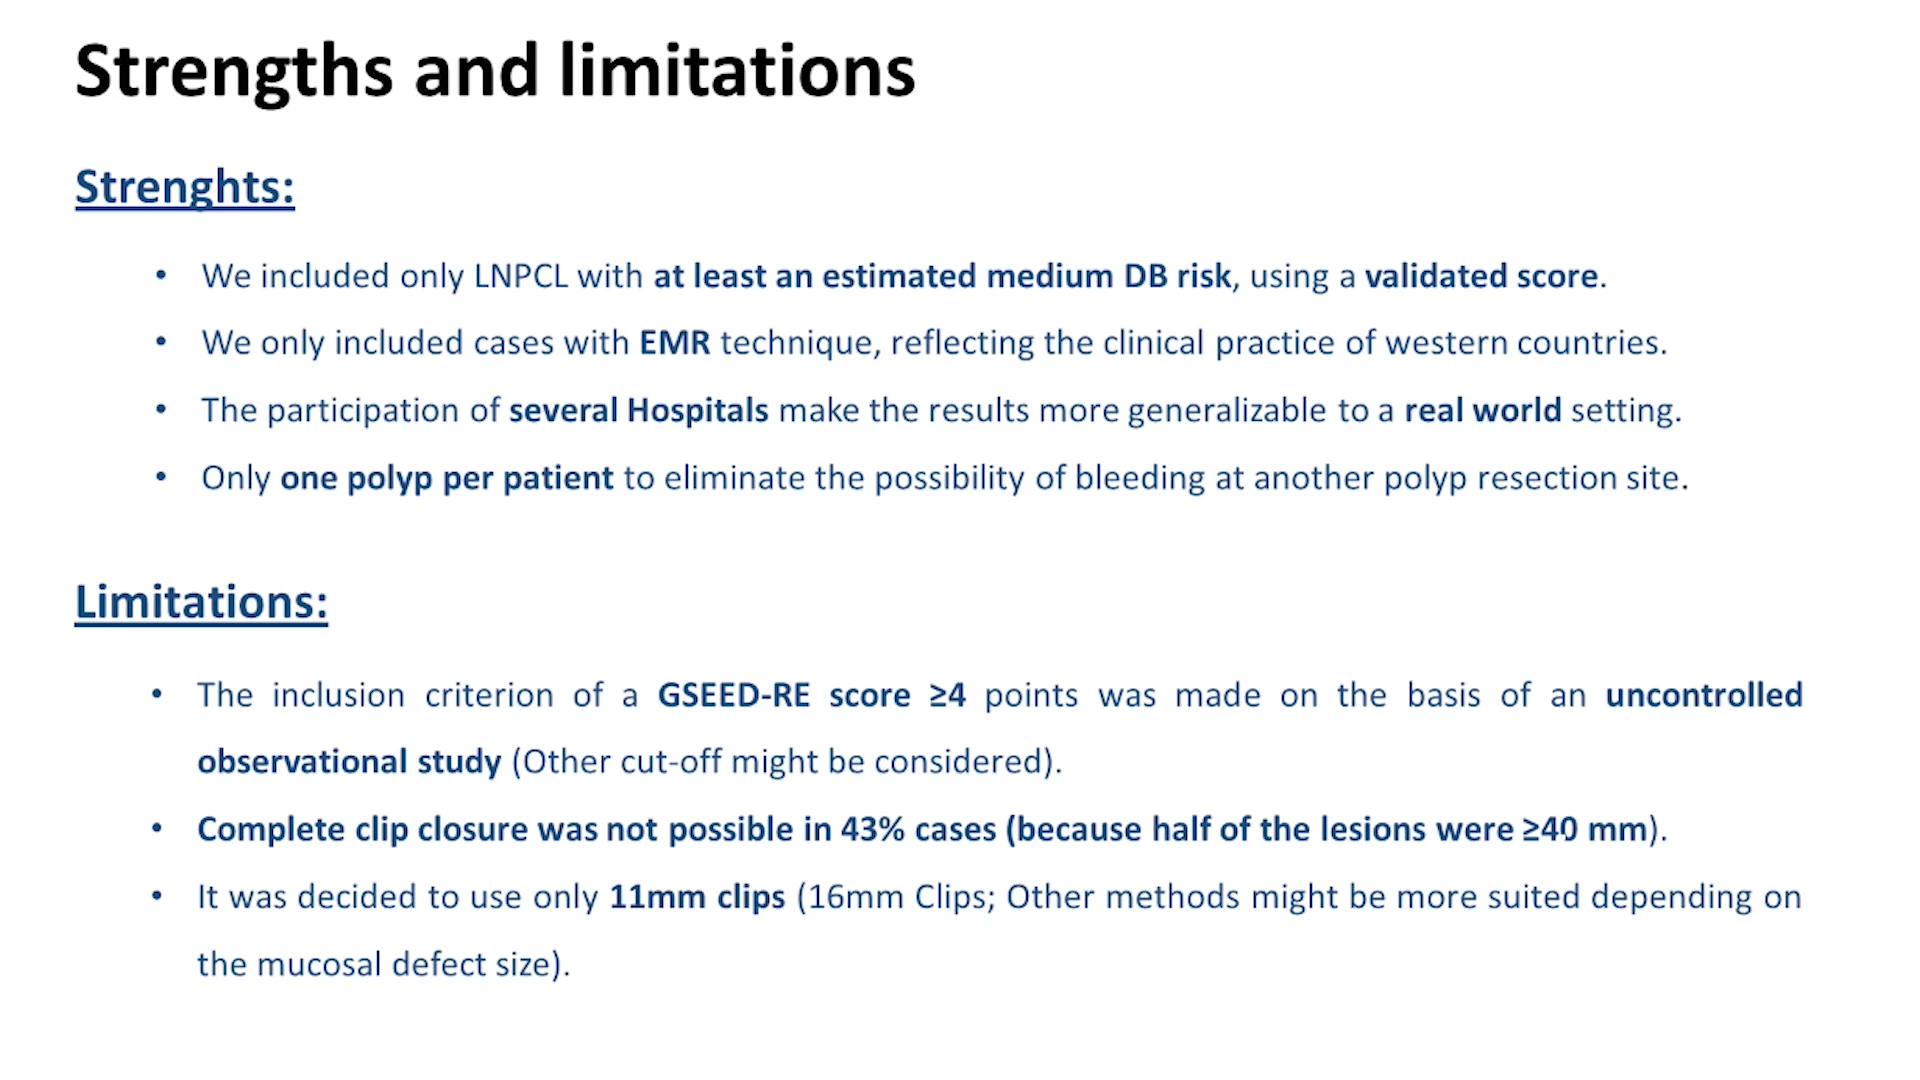 Strengths and limitations
Strenghts:
• We included only LNPCL with at least an estimated medium DB risk, using a validated score.
• We only included cases with EMR technique, reflecting the clinical practice of western countries.
• The participation of several Hospitals make the results more generalizable to a real world setting.
• Only one polyp per patient to eliminate the possibility of bleeding at another polyp resection site.
Limitations:
• The inclusion criterion of a GSEED-RE score ≥4 points was made on the basis of an uncontrolled
observational study (Other cut-off might be considered).
• Complete clip closure was not possible in 43% cases (because half of the lesions were ≥40 mm).
• It was decided to use only 11mm clips (16mm Clips; Other methods might be more suited depending on
the mucosal defect size).